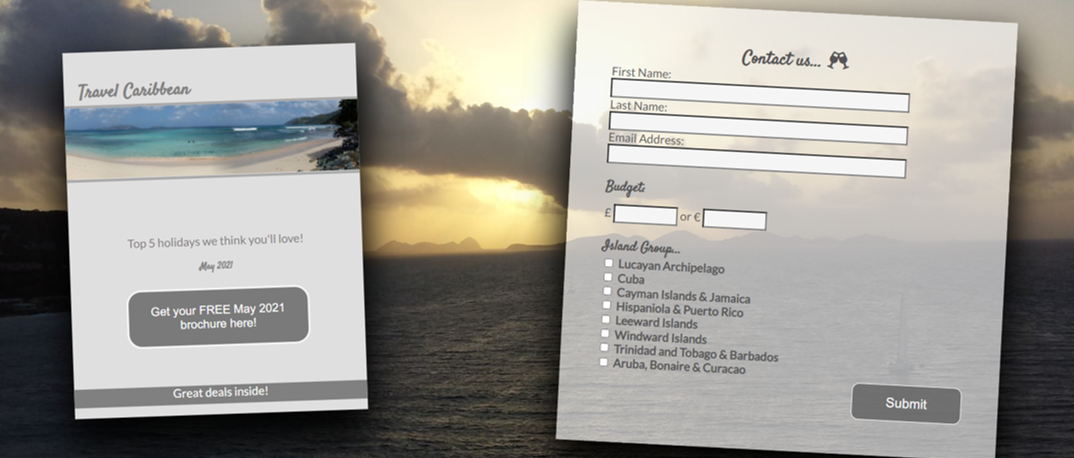 Travel Caribbean
Top 5 holidays we think you'll love!
May 2021
Get your FREE May 2021
brochure here!
Great deals inside!
Contact us...
First Name:
Last Name:
Email Address:
Budget:
£ or €
Island Group...
Lucayan Archipelago
Cuba
Cayman Islands & Jamaica
Hispaniola & Puerto Rico
Leeward Islands
Windward Islands
Trinidad and Tobago & Barbados
Aruba, Bonaire & Curacao
Submit